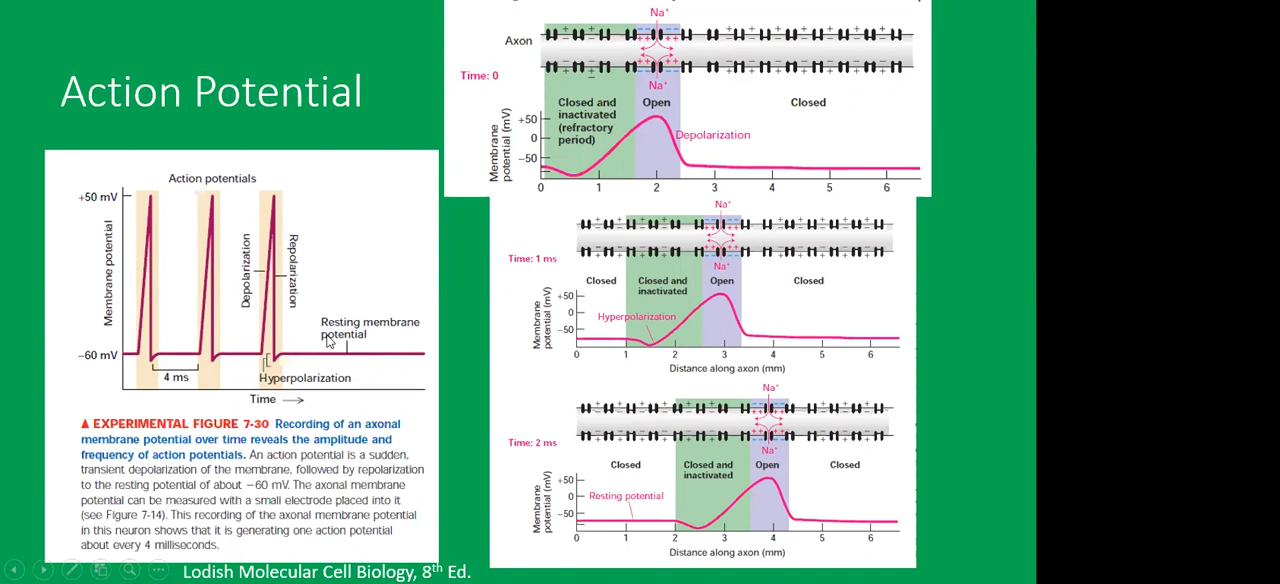 Action Potential
Action potentials
+50 mV
Membrane potential
Depolarization
Repolarization
Resting membrane
potential
−60 mV
4 ms
Hyperpolarization
Time
▲ EXPERIMENTAL FIGURE 7-30 Recording of an axonal
membrane potential over time reveals the amplitude and
frequency of action potentials. An action potential is a sudden,
transient depolarization of the membrane, followed by repolarization
to the resting potential of about −60 mV. The axonal membrane
potential can be measured with a small electrode placed into it
(see Figure 7-14). This recording of the axonal membrane potential
in this neuron shows that it is generating one action potential
about every 4 milliseconds.
Lodish Molecular Cell Biology, 8th Ed.
Na+
Axon
Time: 0
Na+
Closed and
inactivated
(refractory
period)
Open
Closed
Membrane
potential (mV)
+50
0
−50
Depolarization
0 1 2 3 4 5 6
Na+
Time: 1 ms
Na+
Closed
Closed and
inactivated
Open
Closed
Membrane
potential (mV)
+50
0
−50
Hyperpolarization
0 1 2 3 4 5 6
Distance along axon (mm)
Na+
Time: 2 ms
Na+
Closed
Closed and
inactivated
Open
Closed
Membrane
potential (mV)
+50
0
−50
Resting potential
0 1 2 3 4 5 6
Distance along axon (mm)